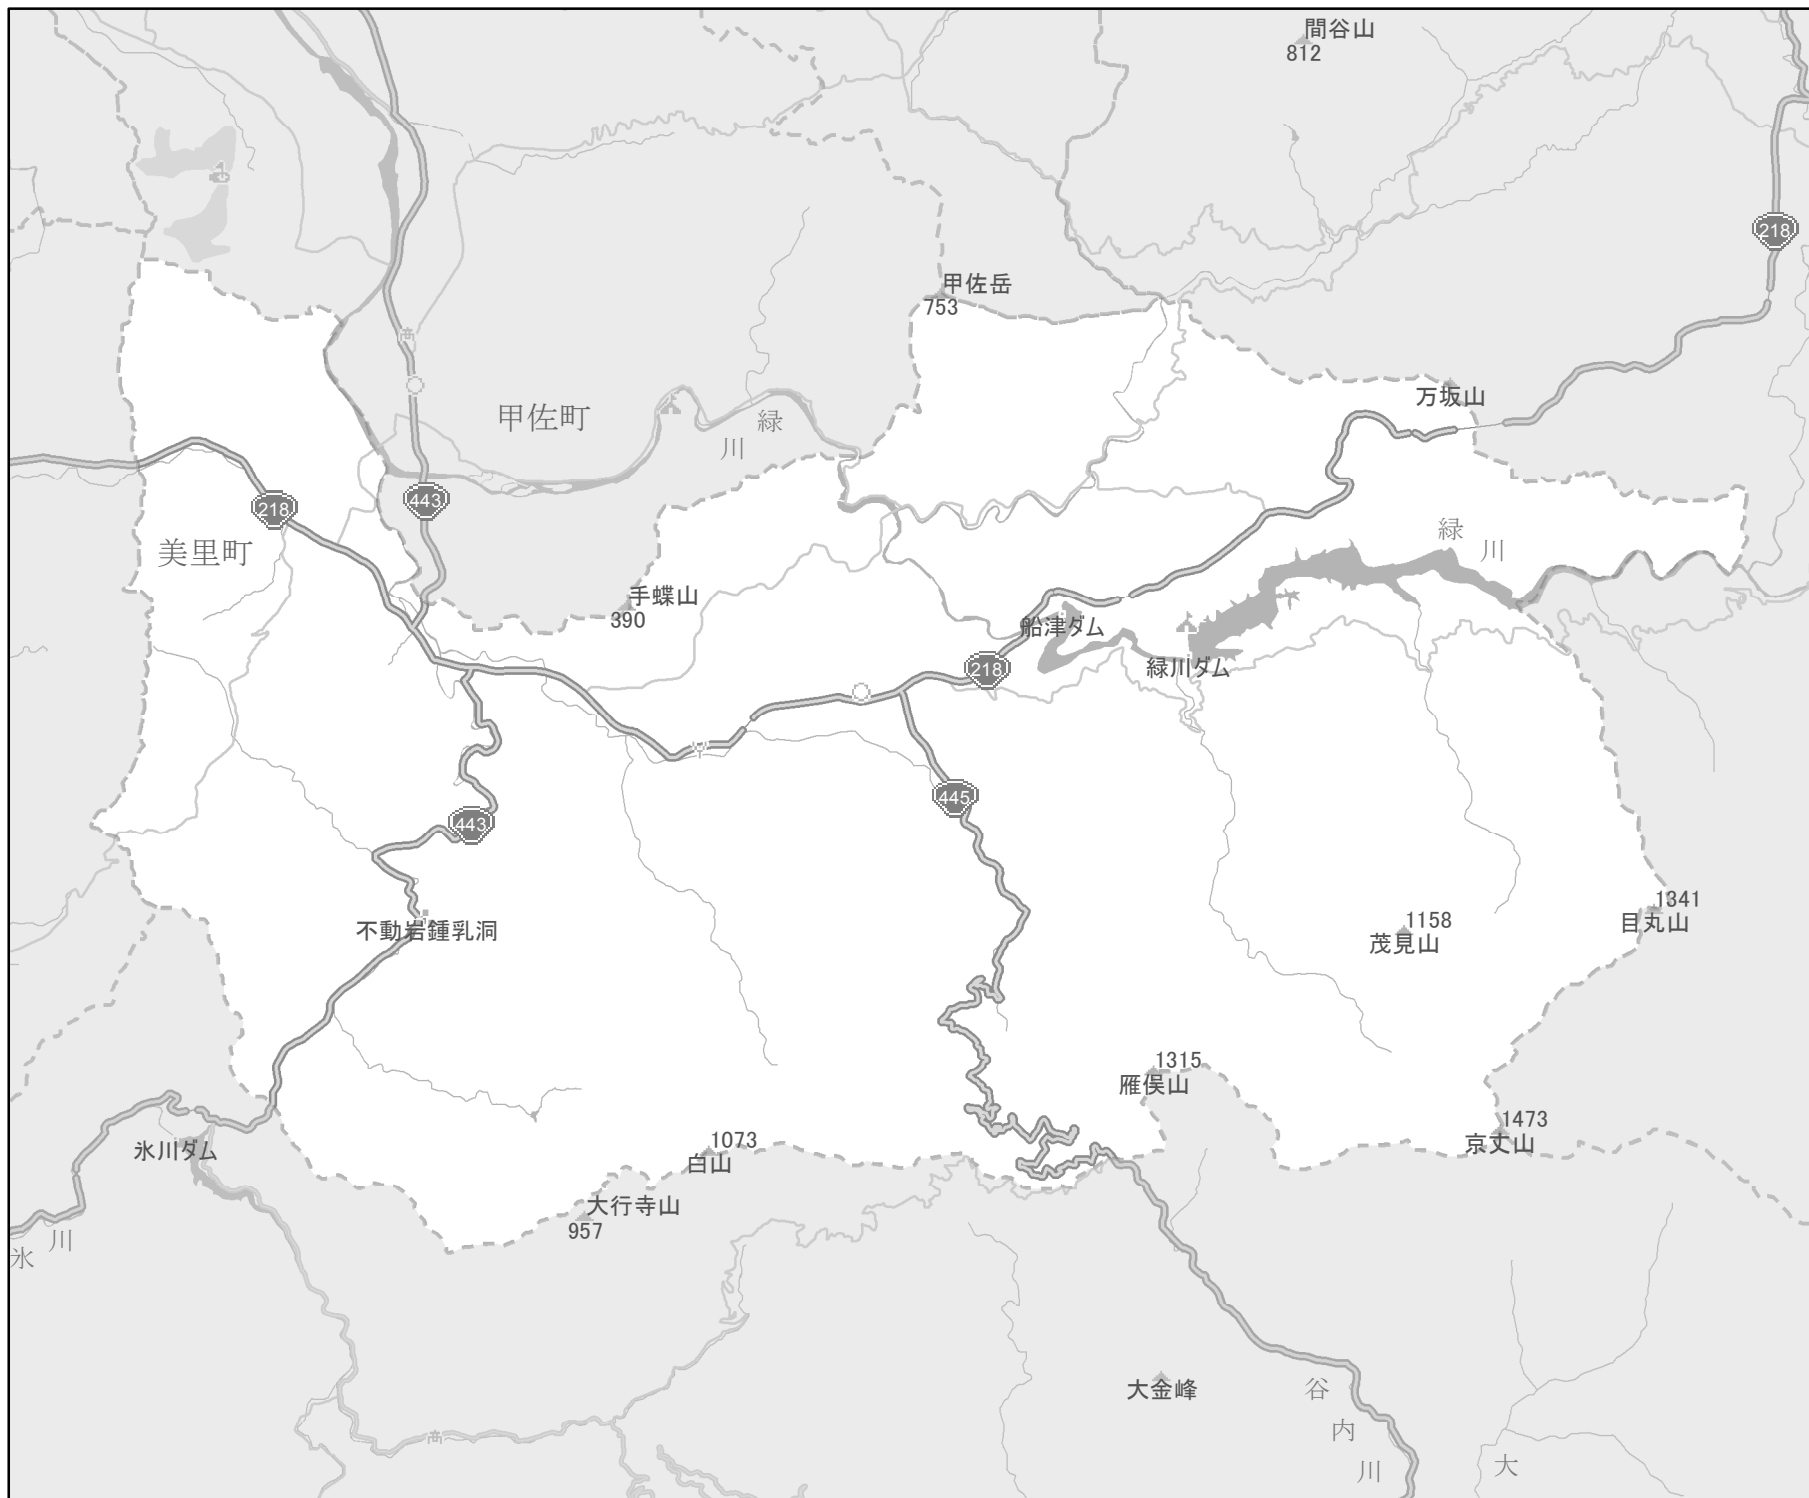 間谷山
812
218
甲佐岳
753
万坂山
甲佐町
緑川
443
218
美里町
緑川
手蝶山
390
船津ダム
218
緑川ダム
445
443
1341
目丸山
1158
茂見山
不動岩鍾乳洞
1315
雁俣山
1473
京丈山
氷川ダム
1073
白山
大行寺山
957
氷川
大金峰
谷内川
大